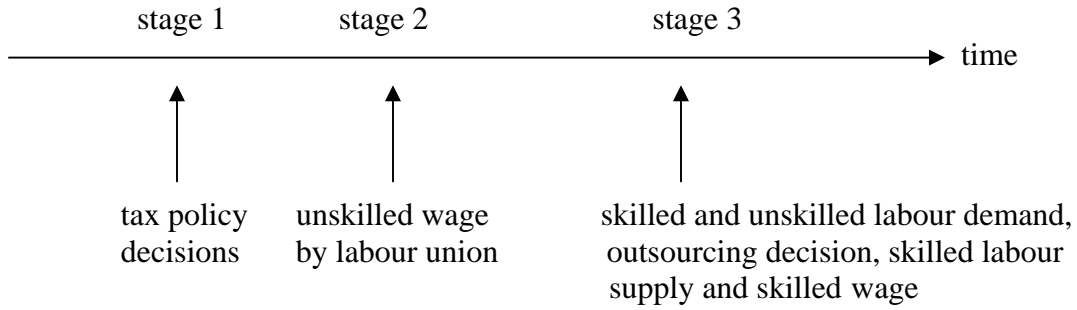 stage 1 stage 2 stage 3
time
tax policy unskilled wage skilled and unskilled labour demand,
decisions by labour union outsourcing decision, skilled labour
supply and skilled wage